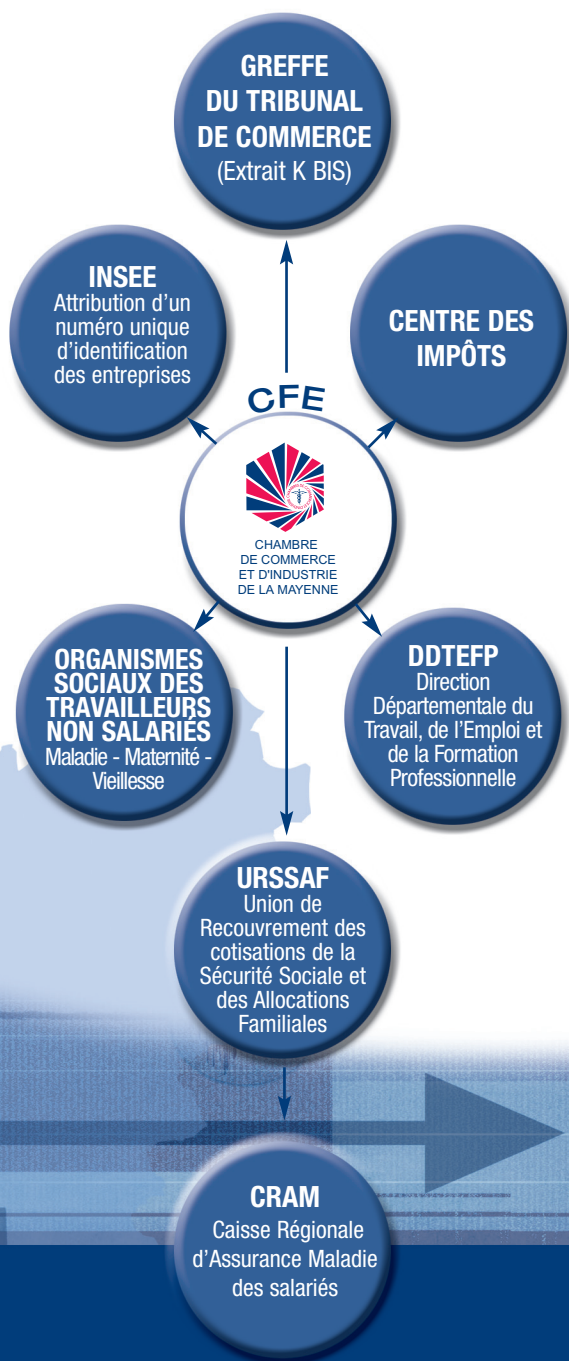 GREFFE
DU TRIBUNAL
DE COMMERCE
(Extrait K BIS)
INSEE
Attribution d'un
numéro unique
d'identification
des entreprises
CENTRE DES
IMPÔTS
CFE
CHAMBRE
DE COMMERCE
ET D'INDUSTRIE
DE LA MAYENNE
ORGANISMES
SOCIAUX DES
TRAVAILLEURS
NON SALARIÉS
Maladie - Maternité -
Vieillesse
DDTEFP
Direction
Départementale du
Travail, de l'Emploi et
de la Formation
Professionnelle
URSSAF
Union de
Recouvrement des
cotisations de la
Sécurité Sociale et
des Allocations
Familiales
CRAM
Caisse Régionale
d'Assurance Maladie
des salariés